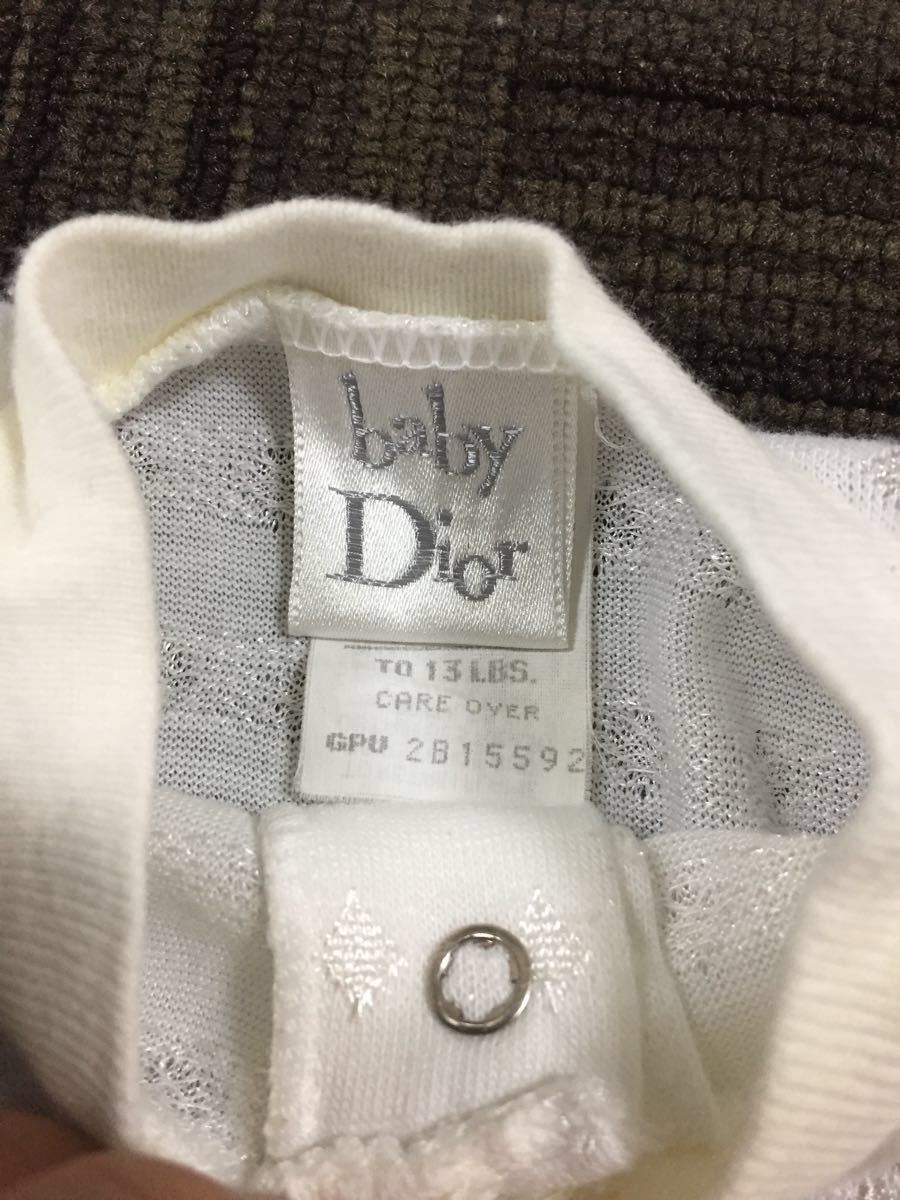 baby
Dior
TO 13 LBS.
CARE OVER
GPU 2B15592